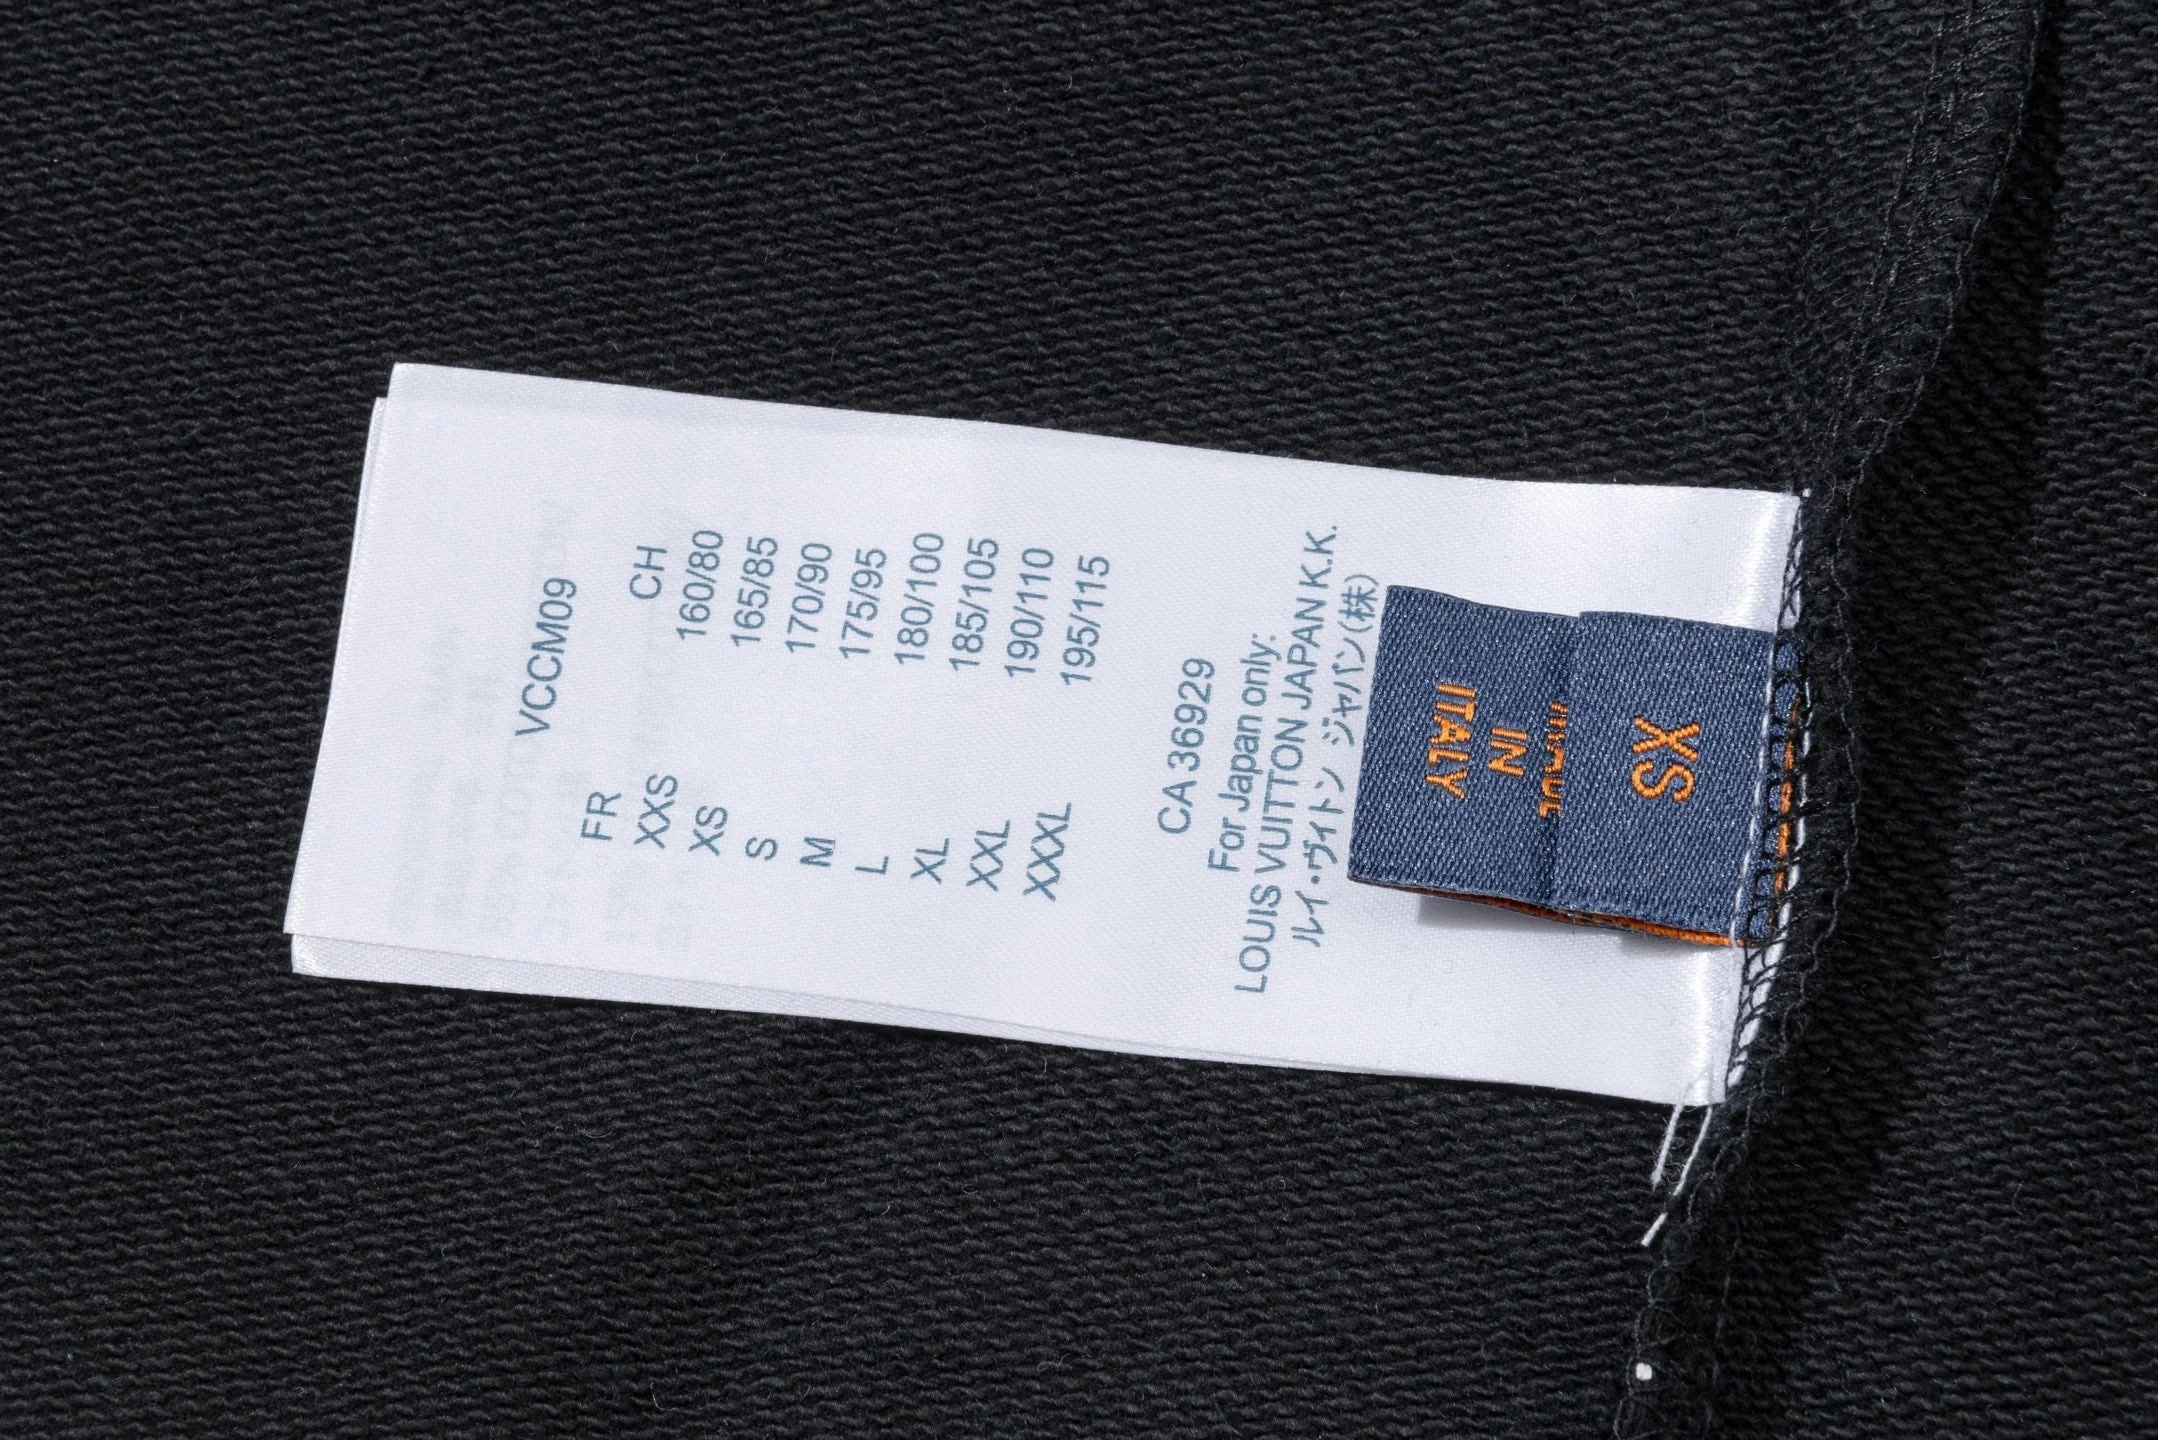 VCCM09
FR CH
XXS 160/80
XS 165/85
S 170/90
M 175/95
L 180/100
XL 185/105
XXL 190/110
XXXL 195/115
CA 36929
For Japan only:
LOUIS VUITTON JAPAN K.K.
ルイ・ヴィトン ジャパン(株)
XS
IN
ITALY